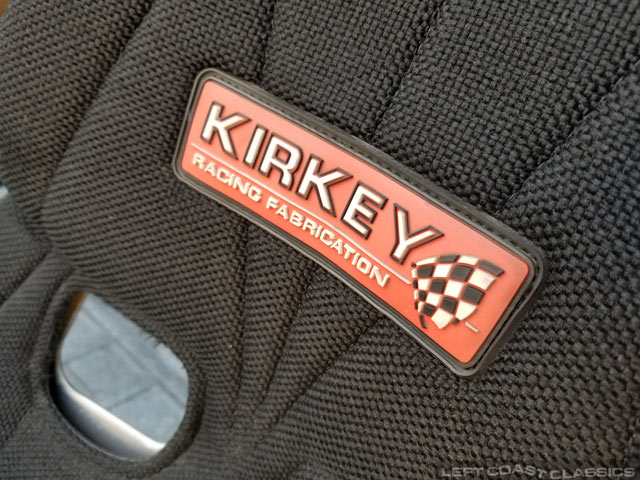 KIRKEY
RACING FABRICATION
LEFT COAST CLASSICS